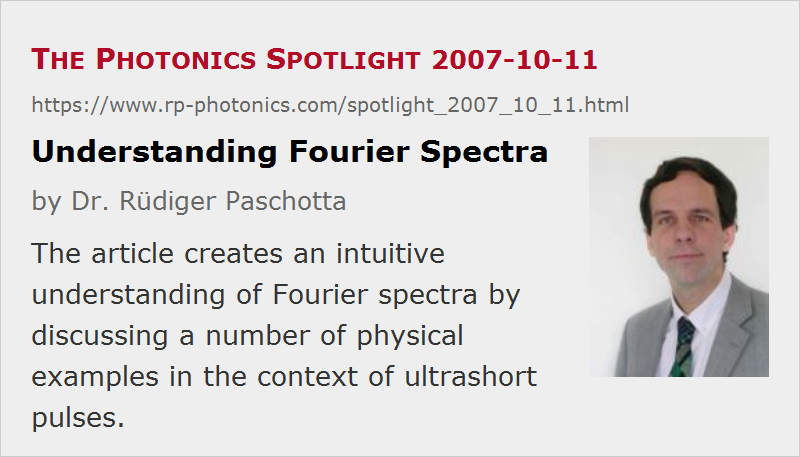 The Photonics Spotlight 2007-10-11
https://www.rp-photonics.com/spotlight_2007_10_11.html
Understanding Fourier Spectra
by Dr. Rüdiger Paschotta
The article creates an intuitive
understanding of Fourier spectra by
discussing a number of physical
examples in the context of ultrashort
pulses.